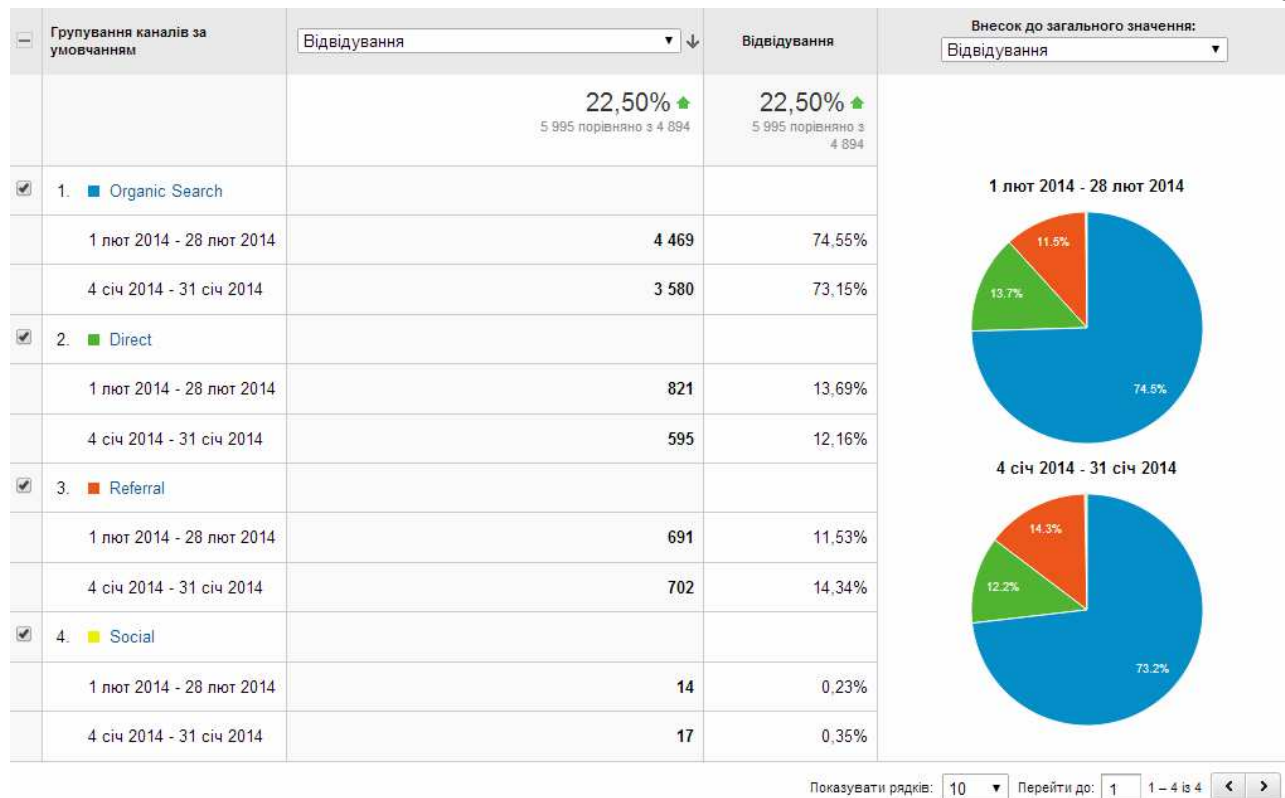 Групування каналів за
умовчанням
Відвідування
Відвідування
Внесок до загального значення:
Відвідування
22,50%
5 995 порівняно з 4 894
22,50%
5 995 порівняно з
4 894
1. Organic Search
1 лют 2014 - 28 лют 2014 4 469 74,55%
4 січ 2014 - 31 січ 2014 3 580 73,15%
2. Direct
1 лют 2014 - 28 лют 2014 821 13,69%
4 січ 2014 - 31 січ 2014 595 12,16%
3. Referral
1 лют 2014 - 28 лют 2014 691 11,53%
4 січ 2014 - 31 січ 2014 702 14,34%
4. Social
1 лют 2014 - 28 лют 2014 14 0,23%
4 січ 2014 - 31 січ 2014 17 0,35%
1 лют 2014 - 28 лют 2014
11.5%
13.7%
74.5%
4 січ 2014 - 31 січ 2014
14.3%
12.2%
73.2%
Показувати рядків: 10 Перейти до: 1 1 – 4 із 4